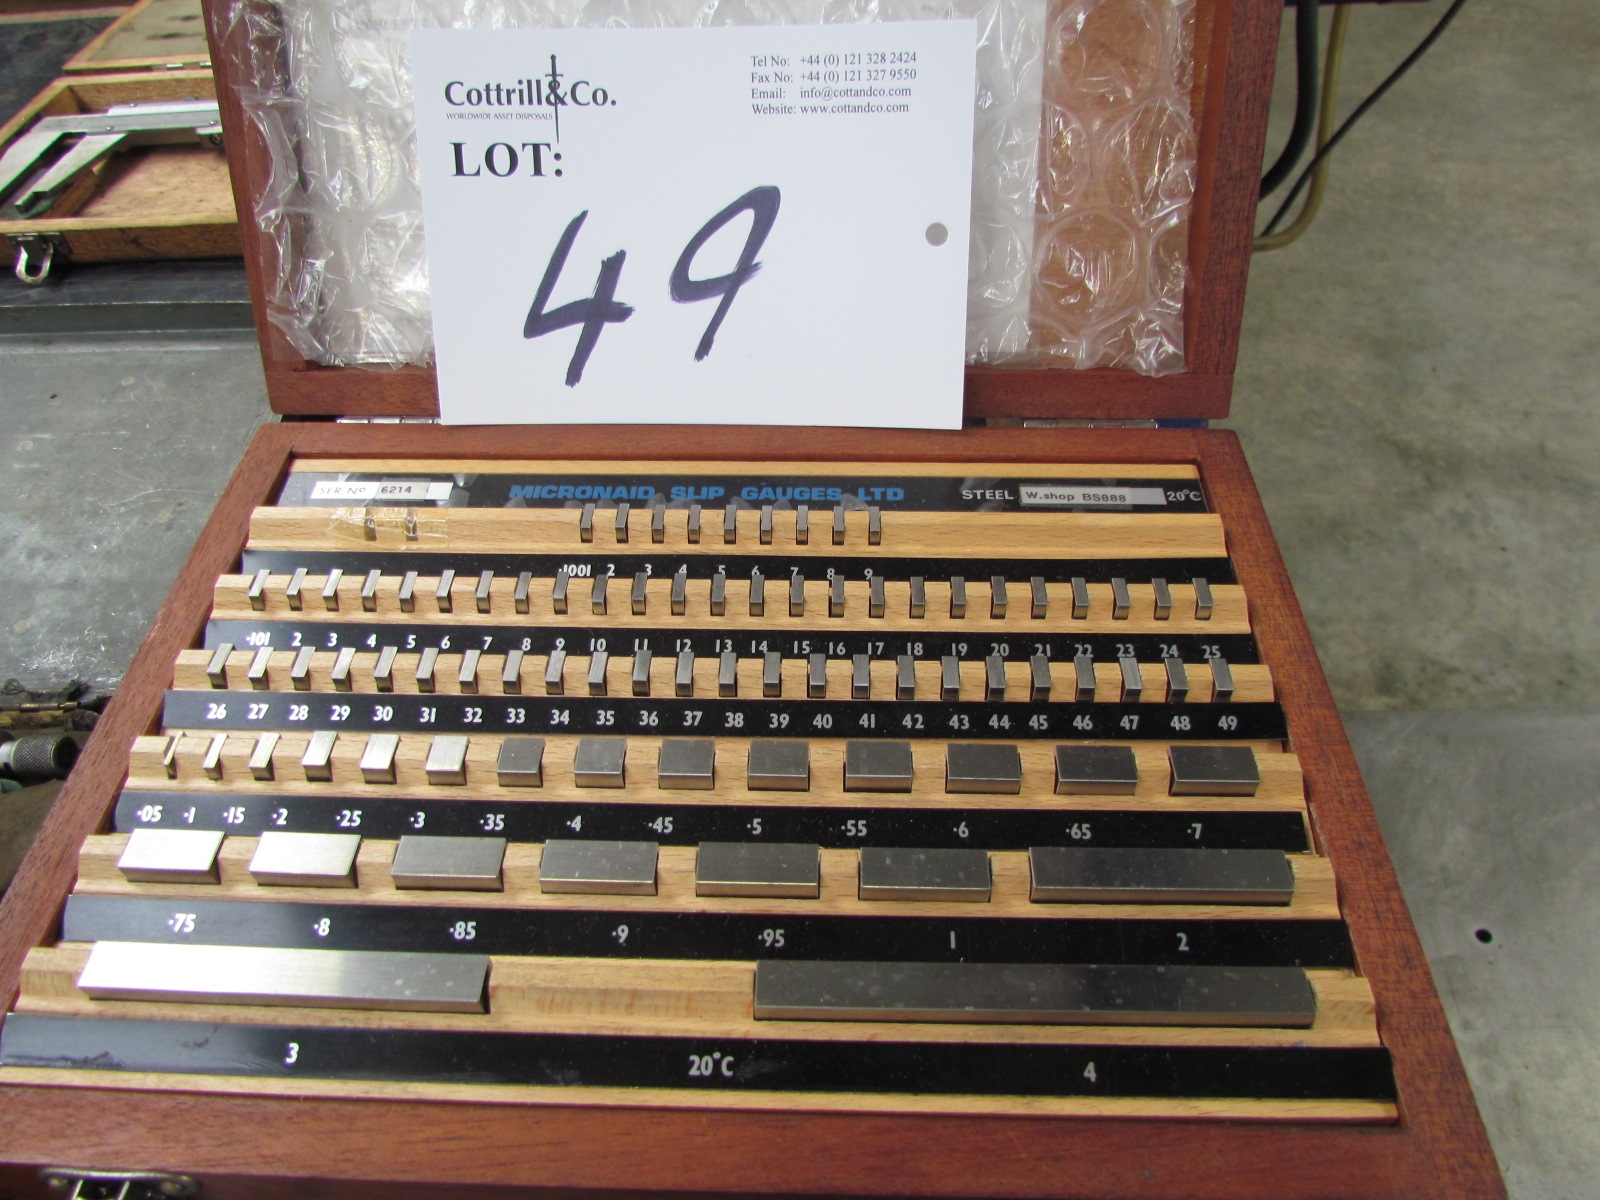 Cottrill&Co.
WORLDWIDE ASSET DISPOSALS
Tel No: +44 (0) 121 328 2424
Fax No: +44 (0) 121 327 9550
Email: info@cottandco.com
Website: www.cottandco.com
LOT:
49
SER Nº 6214 MICRONAID SLIP GAUGES LTD STEEL W.shop BS888 20°C
·1001 2 3 4 5 6 7 8 9
·101 2 3 4 5 6 7 8 9 10 11 12 13 14 15 16 17 18 19 20 21 22 23 24 25
26 27 28 29 30 31 32 33 34 35 36 37 38 39 40 41 42 43 44 45 46 47 48 49
·05 ·1 ·15 ·2 ·25 ·3 ·35 ·4 ·45 ·5 ·55 ·6 ·65 ·7
·75 ·8 ·85 ·9 ·95 1 2
3 20°C 4